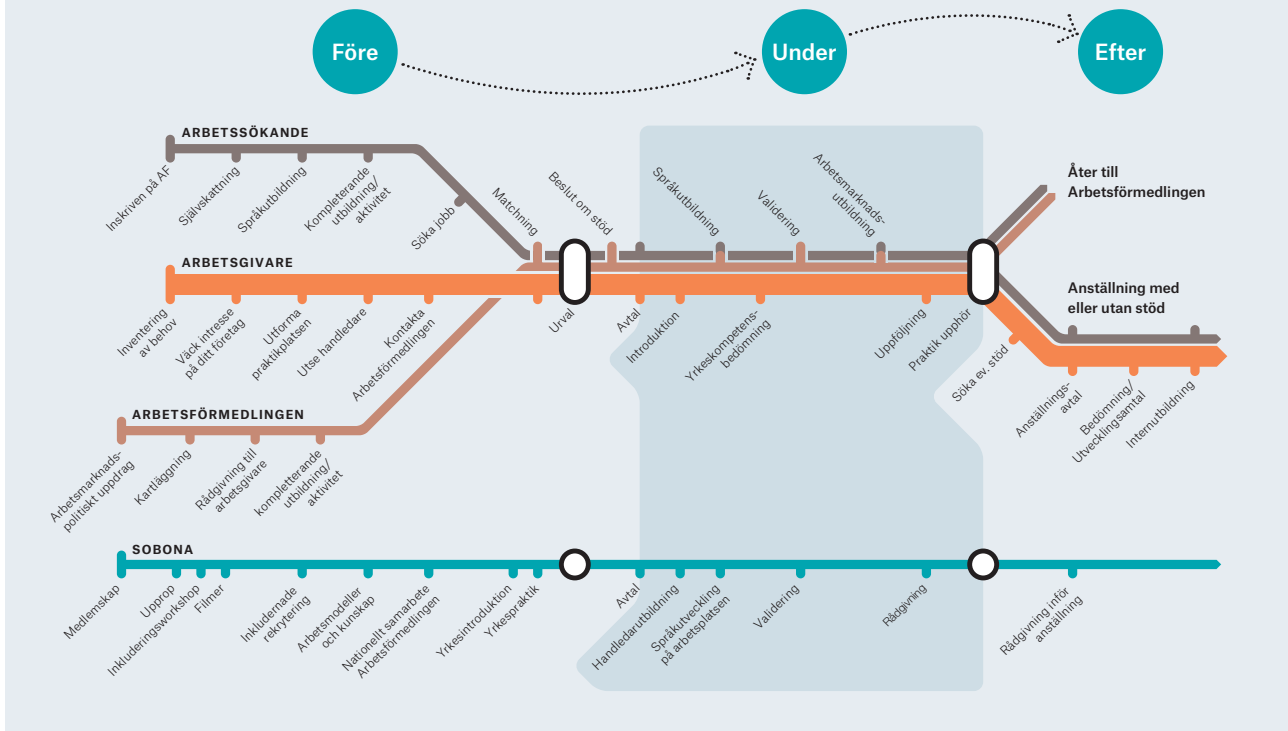 Före
Under
Efter
ARBETSSÖKANDE
Inskriven på AF
Självskattning
Språkutbildning
Kompleterande
utbildning/
aktivitet
Söka jobb
Matchning
Beslut om stöd
Språkutbildning
Validering
Arbetsmarknads-
utbildning
Åter till
Arbetsförmedlingen
ARBETSGIVARE
Inventering
av behov
Väck intresse
på ditt företag
Utforma
praktikplatsen
Utse handledare
Kontakta
Arbetsförmedlingen
Urval
Avtal
Introduktion
Yrkeskompetens-
bedömning
Uppföljning
Praktik upphör
Anställning med
eller utan stöd
Söka ev. stöd
Anställnings-
avtal
Bedömning/
Utvecklingsamtal
Internutbildning
ARBETSFÖRMEDLINGEN
Arbetsmarknads-
politiskt uppdrag
Kartläggning
Rådgivning till
arbetsgivare
kompletterande
utbildning/
aktivitet
SOBONA
Medlemskap
Upprop
Inkluderingsworkshop
Filmer
Inkludernade
rekrytering
Arbetsmodeller
och kunskap
Nationellt samarbete
Arbetsförmedlingen
Yrkesintroduktion
Yrkespraktik
Avtal
Handledarutbildning
Språkutveckling
på arbetsplatsen
Validering
Rådgivning
Rådgivning inför
anställning